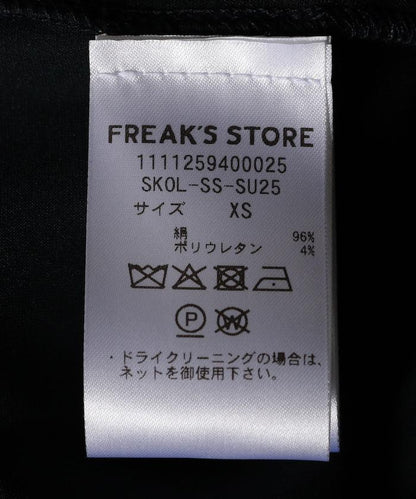 FREAK'S STORE
1111259400025
SKOL-SS-SU25
サイズ XS
絹 96%
ポリウレタン 4%
P W
・ドライクリーニングの場合は、
ネットを御使用下さい。